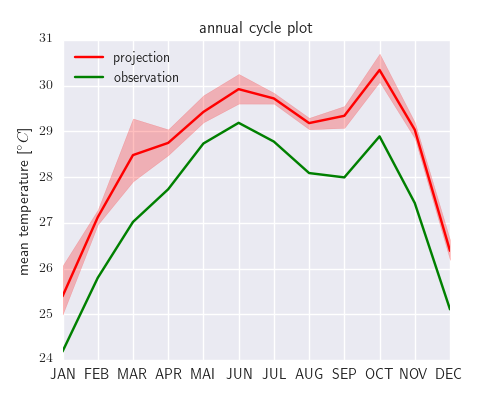 annual cycle plot
31
30
29
28
27
26
25
24
mean temperature [°C]
projection
observation
JAN FEB MAR APR MAI JUN JUL AUG SEP OCT NOV DEC